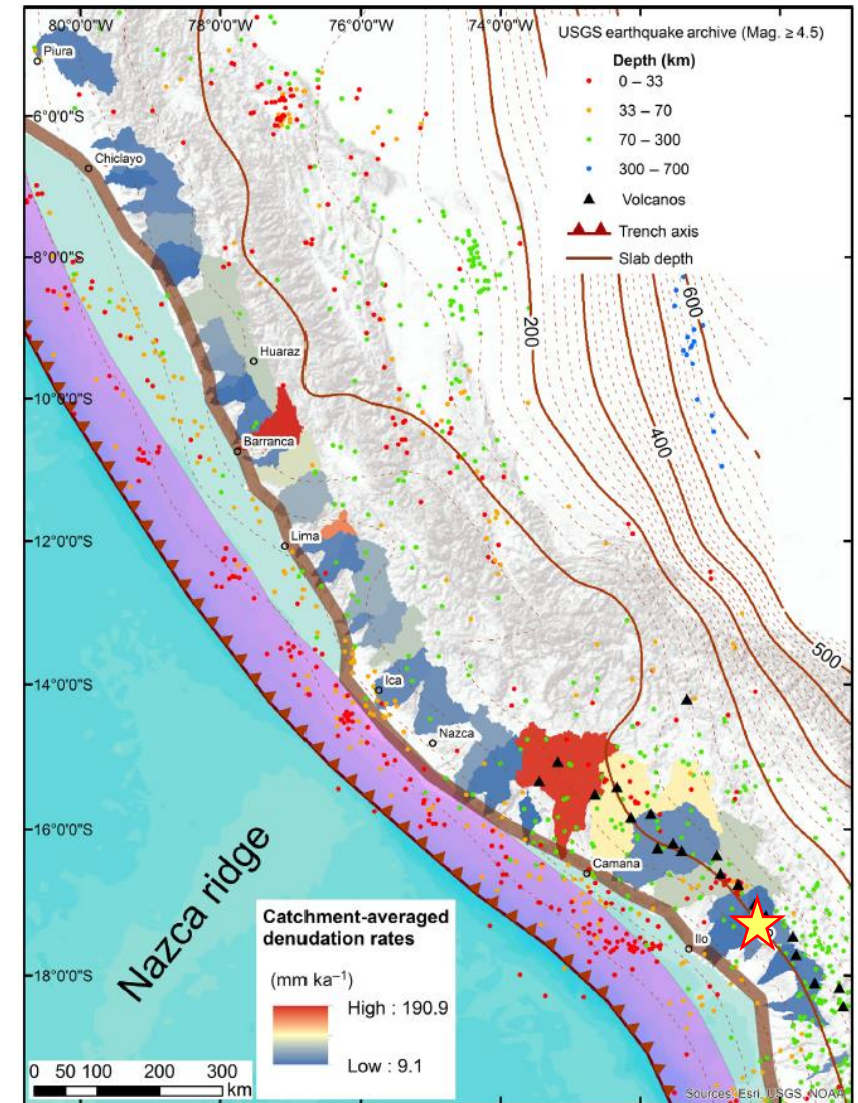 80°0'0"W 78°0'0"W 76°0'0"W 74°0'0"W
USGS earthquake archive (Mag. ≥ 4.5)
Depth (km)
0 – 33
33 – 70
70 – 300
300 – 700
Volcanos
Trench axis
Slab depth
Piura
6°0'0"S
Chiclayo
8°0'0"S
600
200
Huaraz
10°0'0"S
Barranca
400
12°0'0"S
Lima
500
14°0'0"S
Ica
Nazca
16°0'0"S
Camana
Nazca ridge
Catchment-averaged
denudation rates
(mm ka⁻¹)
High : 190.9
Low : 9.1
Ilo
18°0'0"S
0 50 100 200 300
km
Sources: Esri, USGS, NOAA